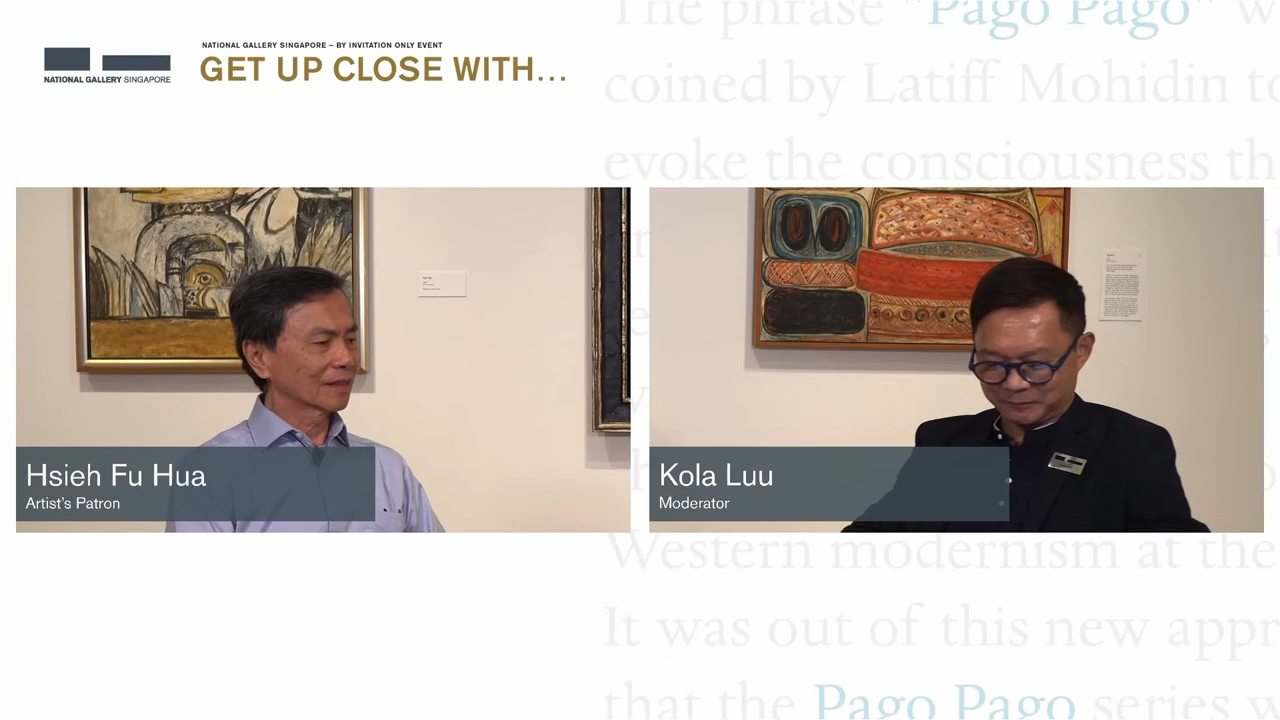 The phrase "Pago Pago" w
NATIONAL GALLERY SINGAPORE – BY INVITATION ONLY EVENT
GET UP CLOSE WITH...
NATIONAL GALLERY SINGAPORE
coined by Latiff Mohidin to
evoke the consciousness th
Hsieh Fu Hua
Artist's Patron
Kola Luu
Moderator
Western modernism at the
It was out of this new appr
that the Pago Pago series w